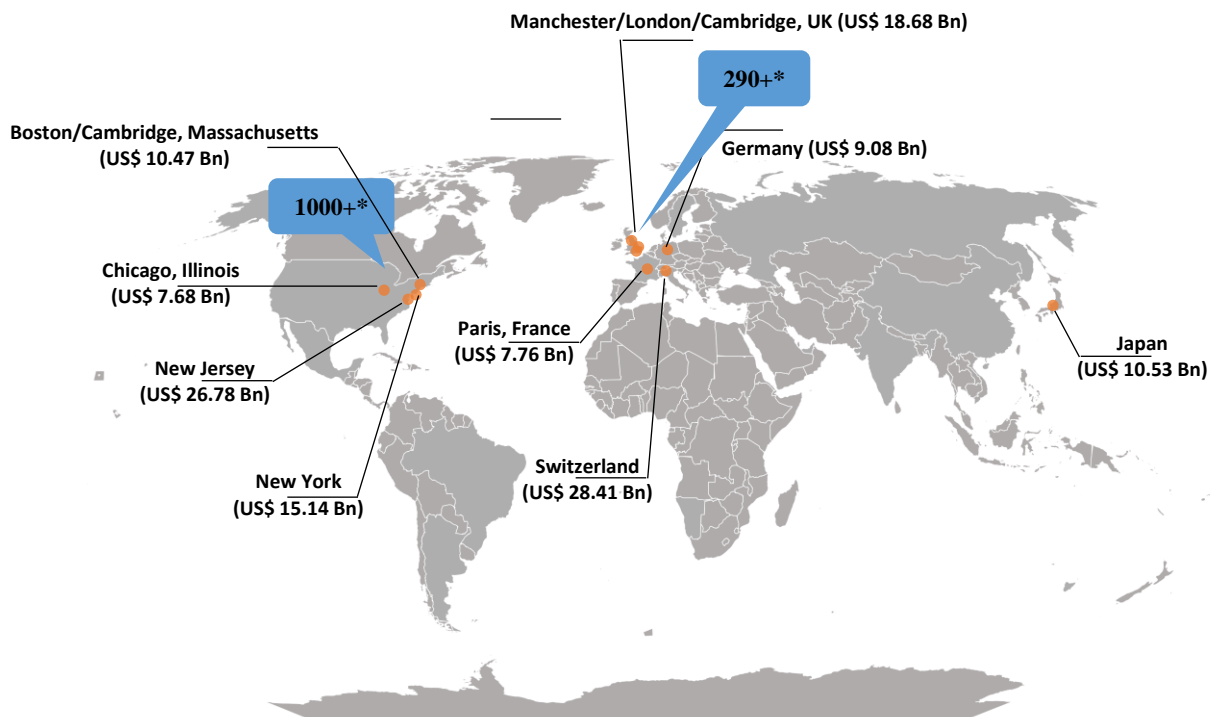 Manchester/London/Cambridge, UK (US$ 18.68 Bn)
290+*
Boston/Cambridge, Massachusetts
(US$ 10.47 Bn)
Germany (US$ 9.08 Bn)
1000+*
Chicago, Illinois
(US$ 7.68 Bn)
Paris, France
(US$ 7.76 Bn)
Japan
(US$ 10.53 Bn)
New Jersey
(US$ 26.78 Bn)
Switzerland
(US$ 28.41 Bn)
New York
(US$ 15.14 Bn)